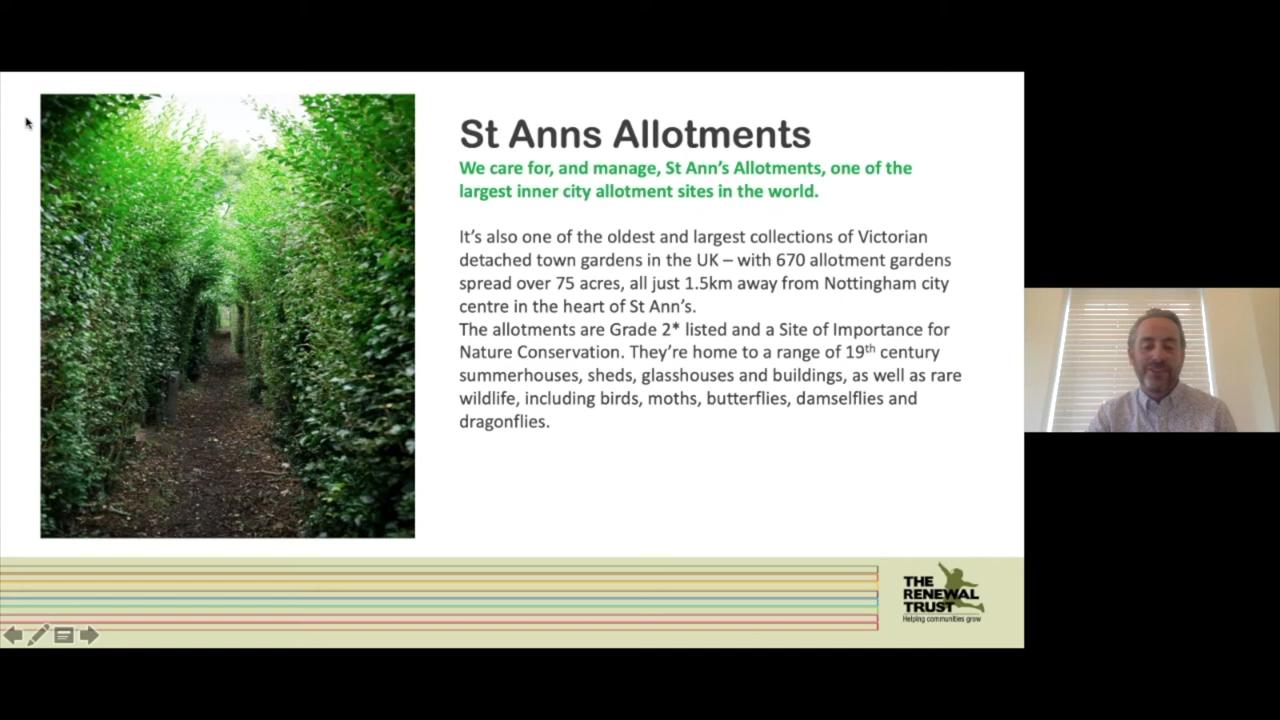 St Anns Allotments
We care for, and manage, St Ann's Allotments, one of the
largest inner city allotment sites in the world.
It's also one of the oldest and largest collections of Victorian
detached town gardens in the UK – with 670 allotment gardens
spread over 75 acres, all just 1.5km away from Nottingham city
centre in the heart of St Ann's.
The allotments are Grade 2* listed and a Site of Importance for
Nature Conservation. They're home to a range of 19th century
summerhouses, sheds, glasshouses and buildings, as well as rare
wildlife, including birds, moths, butterflies, damselflies and
dragonflies.
THE
RENEWAL
TRUST
Helping communities grow